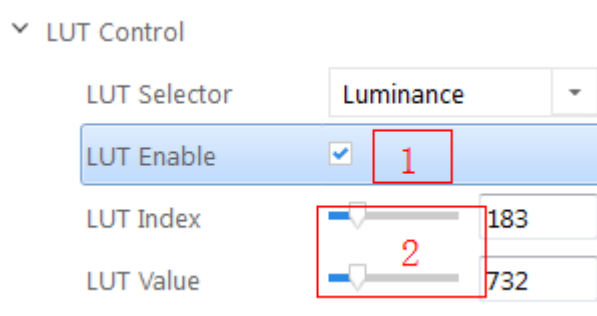 LUT Control
LUT Selector Luminance
LUT Enable 1
LUT Index 183
2
LUT Value 732